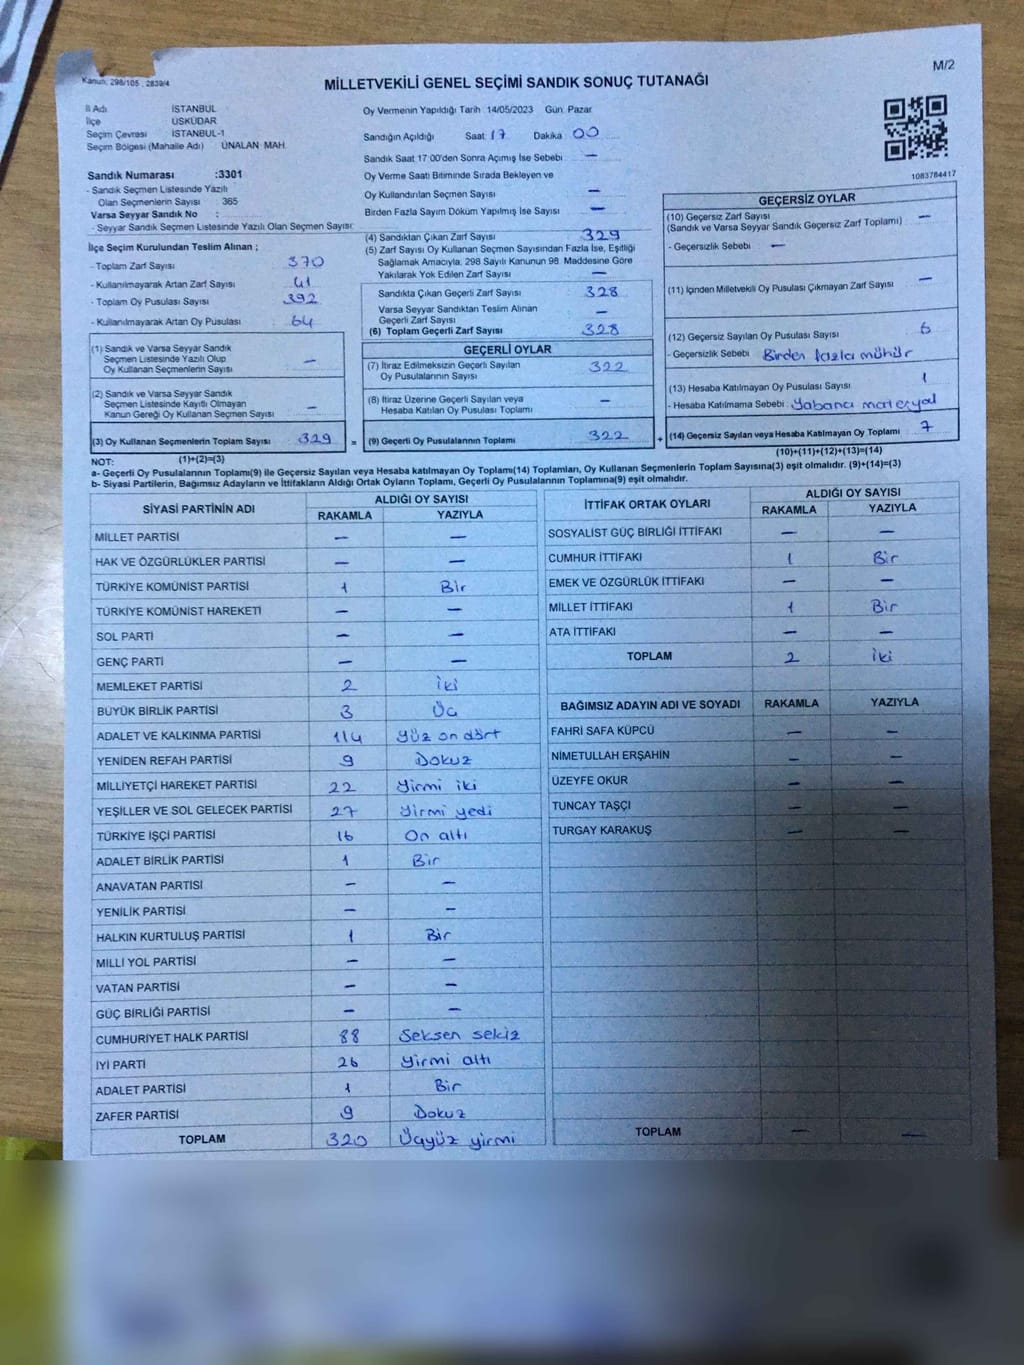 Kanun: 298/105 , 2839/4
M/2
MİLLETVEKİLİ GENEL SEÇİMİ SANDIK SONUÇ TUTANAĞI
İl Adı İSTANBUL
İlçe ÜSKÜDAR
Seçim Çevresi İSTANBUL-1
Seçim Bölgesi (Mahalle Adı) ÜNALAN MAH.
Sandık Numarası :3301
- Sandık Seçmen Listesinde Yazılı
Olan Seçmenlerin Sayısı 365
Varsa Seyyar Sandık No :
- Seyyar Sandık Seçmen Listesinde Yazılı Olan Seçmen Sayısı:
İlçe Seçim Kurulundan Teslim Alınan ;
- Toplam Zarf Sayısı 370
- Kullanılmayarak Artan Zarf Sayısı 41
- Toplam Oy Pusulası Sayısı 392
- Kullanılmayarak Artan Oy Pusulası 64
Oy Vermenin Yapıldığı Tarih 14/05/2023 Gün: Pazar
Sandığın Açıldığı Saat 17 Dakika 00
Sandık Saat 17:00'den Sonra Açılmış İse Sebebi —
Oy Verme Saati Bitiminde Sırada Bekleyen ve
Oy Kullandırılan Seçmen Sayısı —
Birden Fazla Sayım Döküm Yapılmış İse Sayısı —
(4) Sandıktan Çıkan Zarf Sayısı 329
(5) Zarf Sayısı Oy Kullanan Seçmen Sayısından Fazla İse, Eşitliği
Sağlamak Amacıyla, 298 Sayılı Kanunun 98. Maddesine Göre
Yakılarak Yok Edilen Zarf Sayısı —
Sandıkta Çıkan Geçerli Zarf Sayısı 328
Varsa Seyyar Sandıktan Teslim Alınan
Geçerli Zarf Sayısı —
(6) Toplam Geçerli Zarf Sayısı 328
1083784417
GEÇERSİZ OYLAR
(10) Geçersiz Zarf Sayısı —
(Sandık ve Varsa Seyyar Sandık Geçersiz Zarf Toplamı)
- Geçersizlik Sebebi —
(11) İçinden Milletvekili Oy Pusulası Çıkmayan Zarf Sayısı —
(12) Geçersiz Sayılan Oy Pusulası Sayısı 6
- Geçersizlik Sebebi Birden fazla mühür
(13) Hesaba Katılmayan Oy Pusulası Sayısı 1
- Hesaba Katılmama Sebebi Yabancı materyal
(1) Sandık ve Varsa Seyyar Sandık
Seçmen Listesinde Yazılı Olup
Oy Kullanan Seçmenlerin Sayısı —
(2) Sandık ve Varsa Seyyar Sandık
Seçmen Listesinde Kayıtlı Olmayan
Kanun Gereği Oy Kullanan Seçmen Sayısı —
GEÇERLİ OYLAR
(7) İtiraz Edilmeksizin Geçerli Sayılan
Oy Pusulalarının Sayısı 322
(8) İtiraz Üzerine Geçerli Sayılan veya
Hesaba Katılan Oy Pusulası Toplamı —
(3) Oy Kullanan Seçmenlerin Toplam Sayısı 329 = (9) Geçerli Oy Pusulalarının Toplamı 322 + (14) Geçersiz Sayılan veya Hesaba Katılmayan Oy Toplamı 7
NOT: (1)+(2)=(3)
(10)+(11)+(12)+(13)=(14)
a- Geçerli Oy Pusulalarının Toplamı(9) ile Geçersiz Sayılan veya Hesaba katılmayan Oy Toplamı(14) Toplamları, Oy Kullanan Seçmenlerin Toplam Sayısına(3) eşit olmalıdır. (9)+(14)=(3)
b- Siyasi Partilerin, Bağımsız Adayların ve İttifakların Aldığı Ortak Oyların Toplamı, Geçerli Oy Pusulalarının Toplamına(9) eşit olmalıdır.
SİYASİ PARTİNİN ADI ALDIĞI OY SAYISI
RAKAMLA YAZIYLA
MİLLET PARTİSİ — —
HAK VE ÖZGÜRLÜKLER PARTİSİ — —
TÜRKİYE KOMÜNİST PARTİSİ 1 Bir
TÜRKİYE KOMÜNİST HAREKETİ — —
SOL PARTİ — —
GENÇ PARTİ — —
MEMLEKET PARTİSİ 2 iki
BÜYÜK BİRLİK PARTİSİ 3 Üç
ADALET VE KALKINMA PARTİSİ 114 Yüz on dört
YENİDEN REFAH PARTİSİ 9 Dokuz
MİLLİYETÇİ HAREKET PARTİSİ 22 Yirmi iki
YEŞİLLER VE SOL GELECEK PARTİSİ 27 Yirmi yedi
TÜRKİYE İŞÇİ PARTİSİ 16 On altı
ADALET BİRLİK PARTİSİ 1 Bir
ANAVATAN PARTİSİ — —
YENİLİK PARTİSİ — —
HALKIN KURTULUŞ PARTİSİ 1 Bir
MİLLİ YOL PARTİSİ — —
VATAN PARTİSİ — —
GÜÇ BİRLİĞİ PARTİSİ — —
CUMHURİYET HALK PARTİSİ 88 Seksen sekiz
İYİ PARTİ 26 Yirmi altı
ADALET PARTİSİ 1 Bir
ZAFER PARTİSİ 9 Dokuz
TOPLAM 320 Üçyüz yirmi
İTTİFAK ORTAK OYLARI ALDIĞI OY SAYISI
RAKAMLA YAZIYLA
SOSYALİST GÜÇ BİRLİĞİ İTTİFAKI — —
CUMHUR İTTİFAKI 1 Bir
EMEK VE ÖZGÜRLÜK İTTİFAKI — —
MİLLET İTTİFAKI 1 Bir
ATA İTTİFAKI — —
TOPLAM 2 iki
BAĞIMSIZ ADAYIN ADI VE SOYADI RAKAMLA YAZIYLA
FAHRİ SAFA KÜPCÜ — —
NİMETULLAH ERŞAHİN — —
ÜZEYFE OKUR — —
TUNCAY TAŞÇI — —
TURGAY KARAKUŞ — —
TOPLAM — —